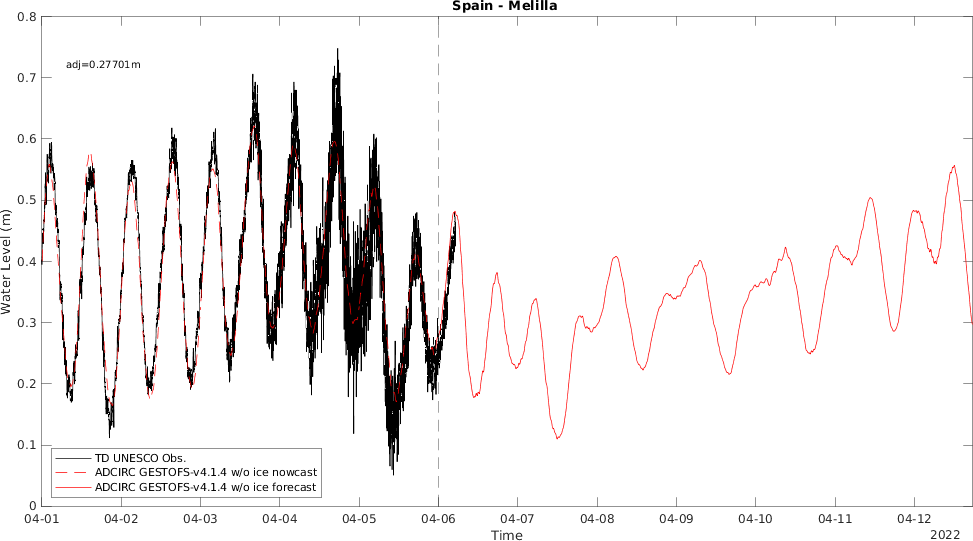 Spain - Melilla
adj=0.27701m
Water Level (m)
0.8
0.7
0.6
0.5
0.4
0.3
0.2
0.1
0
TD UNESCO Obs.
ADCIRC GESTOFS-v4.1.4 w/o ice nowcast
ADCIRC GESTOFS-v4.1.4 w/o ice forecast
04-01 04-02 04-03 04-04 04-05 04-06 04-07 04-08 04-09 04-10 04-11 04-12
Time
2022